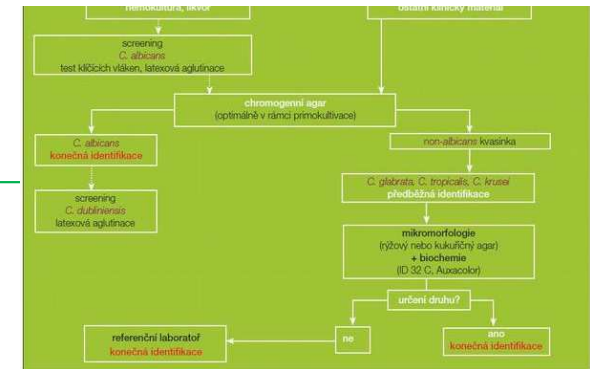 hemokultura, likvor
ostatní klinický materiál
screening
C. albicans
test klíčících vláken, latexová aglutinace
chromogenní agar
(optimálně v rámci primokultivace)
C. albicans
konečná identifikace
non-albicans kvasinka
screening
C. dubliniensis
latexová aglutinace
C. glabrata, C. tropicalis, C. krusei
předběžná identifikace
mikromorfologie
(rýžový nebo kukuřičný agar)
+ biochemie
(ID 32 C, Auxacolor)
určení druhu?
referenční laboratoř
konečná identifikace
ne
ano
konečná identifikace